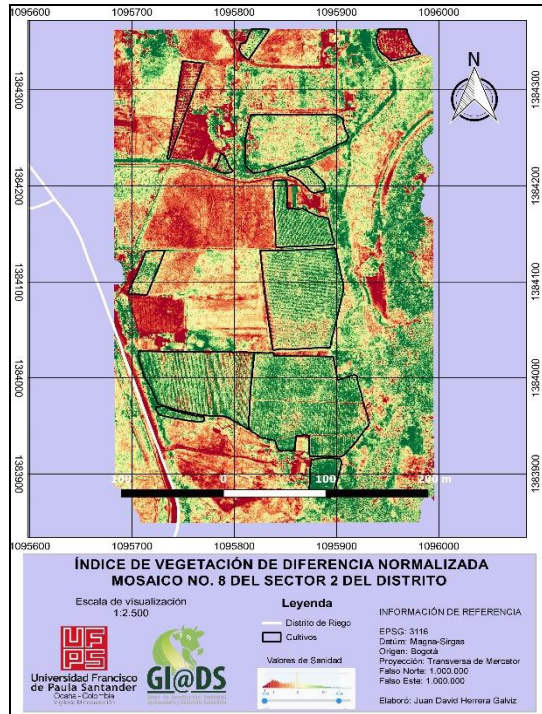 1095600 1095700 1095800 1095900 1096000
N
1384300 1384300
1384200 1384200
1384100 1384100
1384000 1384000
1383900 1383900
100 0 100 200 m
1095600 1095700 1095800 1095900 1096000
ÍNDICE DE VEGETACIÓN DE DIFERENCIA NORMALIZADA
MOSAICO NO. 8 DEL SECTOR 2 DEL DISTRITO
Escala de visualización
1:2.500
Leyenda
Distrito de Riego
Cultivos
Valores de Sanidad
INFORMACIÓN DE REFERENCIA
EPSG: 3116
Datúm: Magna-Sirgas
Origen: Bogotá
Proyección: Transversa de Mercator
Falso Norte: 1.000.000
Falso Este: 1.000.000
Elaboró: Juan David Herrera Galviz
UFPS
Universidad Francisco
de Paula Santander
Ocaña - Colombia
GI@DS